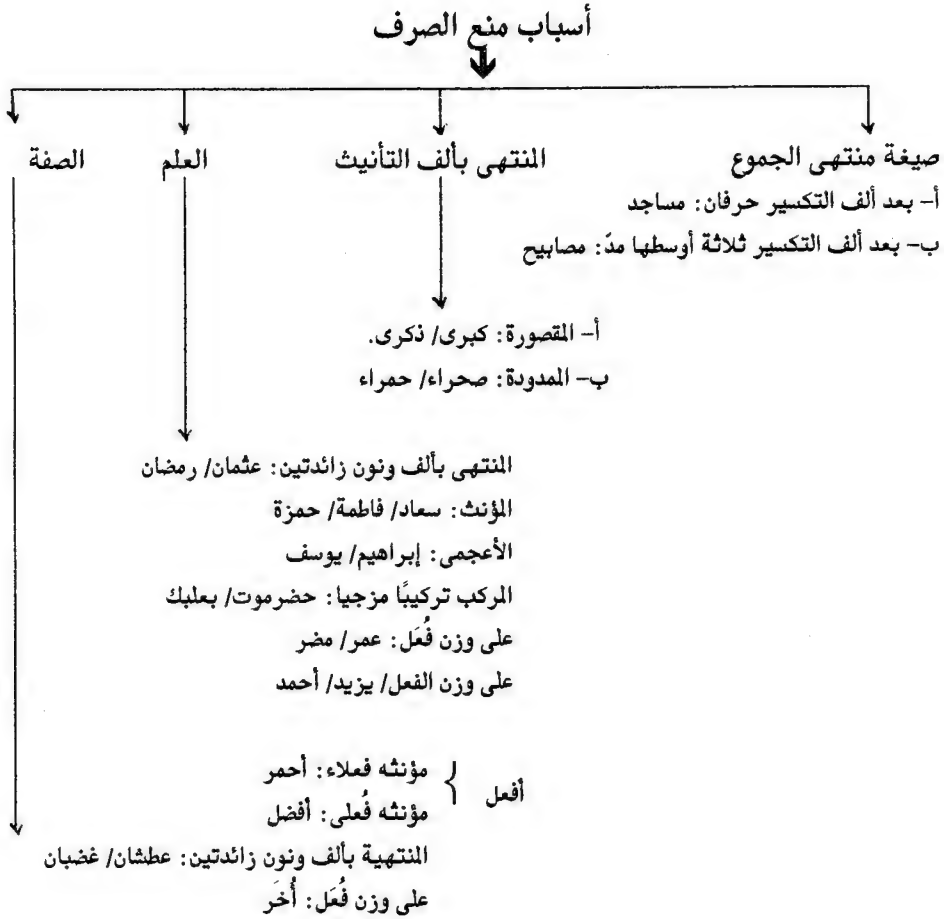 أسباب منع الصرف
صيغة منتهى الجموع
المنتهى بألف التأنيث
العلم
الصفة
أ– بعد ألف التكسير حرفان: مساجد
ب– بعد ألف التكسير ثلاثة أوسطها مدّ: مصابيح
أ– المقصورة: كبرى/ ذكرى.
ب– الممدودة: صحراء/ حمراء
المنتهى بألف ونون زائدتين: عثمان/ رمضان
المؤنث: سعاد/ فاطمة/ حمزة
الأعجمى: إبراهيم/ يوسف
المركب تركيبًا مزجيا: حضرموت/ بعلبك
على وزن فُعَل: عمر/ مضر
على وزن الفعل/ يزيد/ أحمد
أفعل {
مؤنثه فعلاء: أحمر
مؤنثه فُعلى: أفضل
المنتهية بألف ونون زائدتين: عطشان/ غضبان
على وزن فُعَل: أُخَر